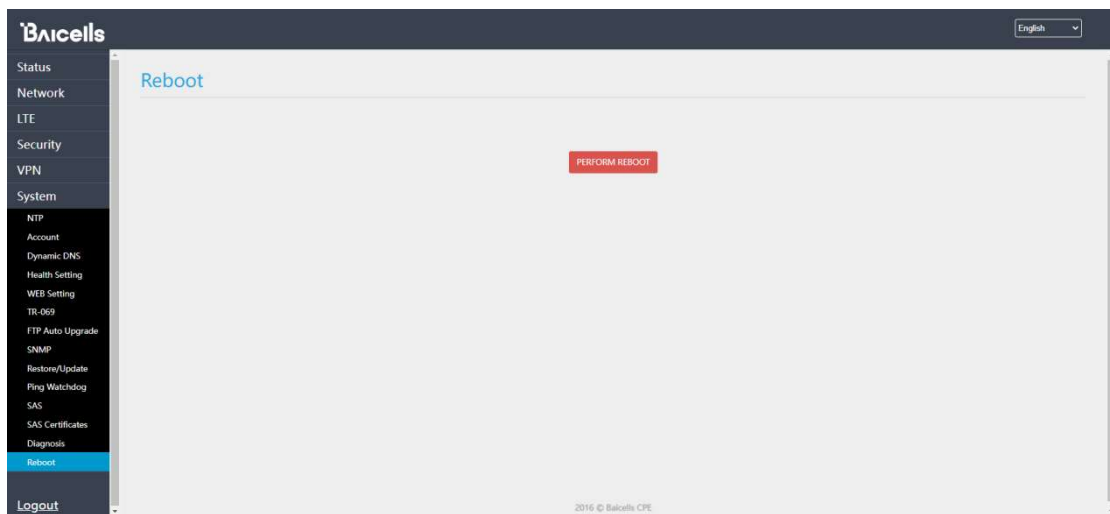 Baicells
English
Status
Network
LTE
Security
VPN
System
NTP
Account
Dynamic DNS
Health Setting
WEB Setting
TR-069
FTP Auto Upgrade
SNMP
Restore/Update
Ping Watchdog
SAS
SAS Certificates
Diagnosis
Reboot
Logout
Reboot
PERFORM REBOOT
2016 © Baicells CPE